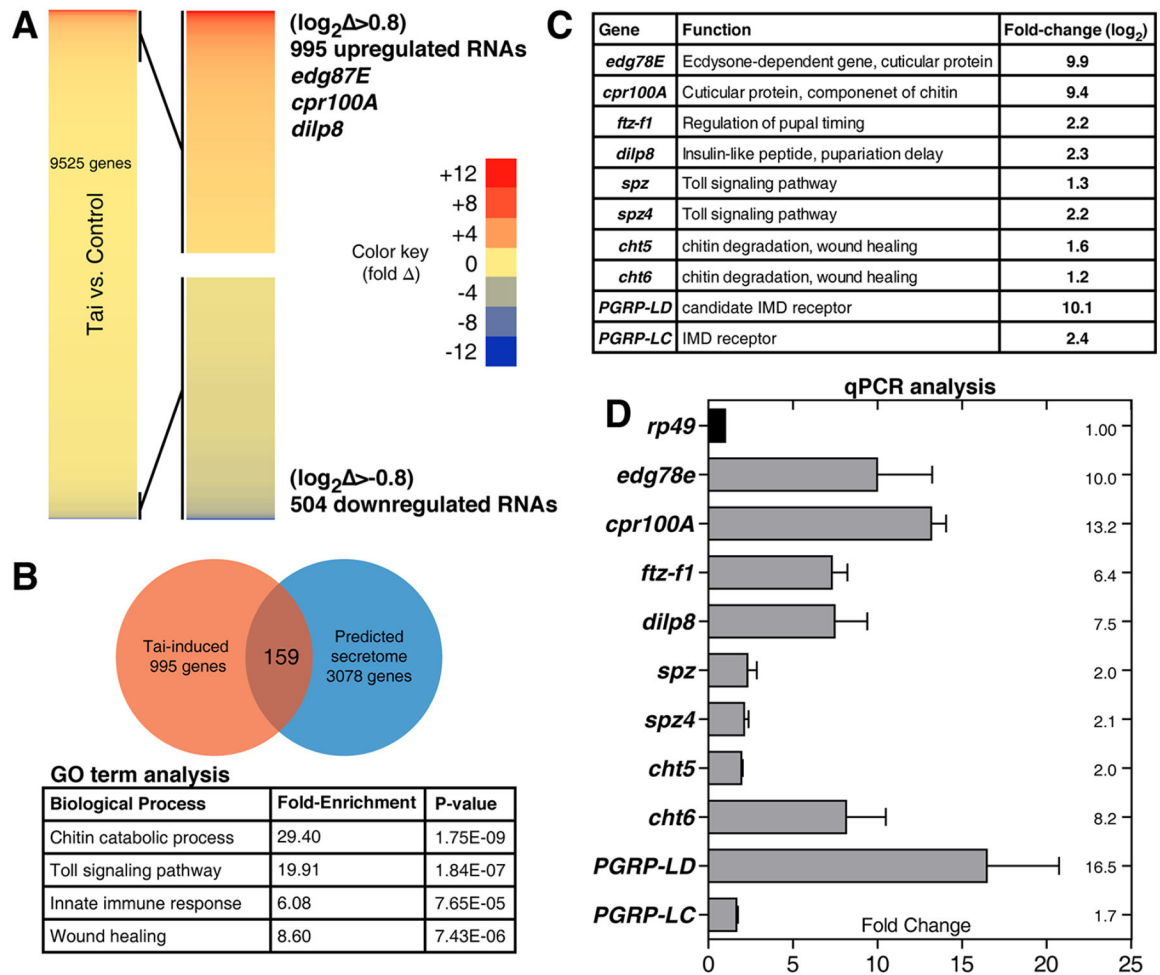 A
(log2Δ>0.8)
995 upregulated RNAs
edg87E
cpr100A
dilp8
9525 genes
Tai vs. Control
Color key
(fold Δ)
+12
+8
+4
0
-4
-8
-12
(log2Δ>-0.8)
504 downregulated RNAs
B
Tai-induced
995 genes
159
Predicted
secretome
3078 genes
GO term analysis
Biological Process Fold-Enrichment P-value
Chitin catabolic process 29.40 1.75E-09
Toll signaling pathway 19.91 1.84E-07
Innate immune response 6.08 7.65E-05
Wound healing 8.60 7.43E-06
C
Gene Function Fold-change (log2)
edg78E Ecdysone-dependent gene, cuticular protein 9.9
cpr100A Cuticular protein, componenet of chitin 9.4
ftz-f1 Regulation of pupal timing 2.2
dilp8 Insulin-like peptide, pupariation delay 2.3
spz Toll signaling pathway 1.3
spz4 Toll signaling pathway 2.2
cht5 chitin degradation, wound healing 1.6
cht6 chitin degradation, wound healing 1.2
PGRP-LD candidate IMD receptor 10.1
PGRP-LC IMD receptor 2.4
qPCR analysis
D
rp49 1.00
edg78e 10.0
cpr100A 13.2
ftz-f1 6.4
dilp8 7.5
spz 2.0
spz4 2.1
cht5 2.0
cht6 8.2
PGRP-LD 16.5
PGRP-LC 1.7
Fold Change
0 5 10 15 20 25